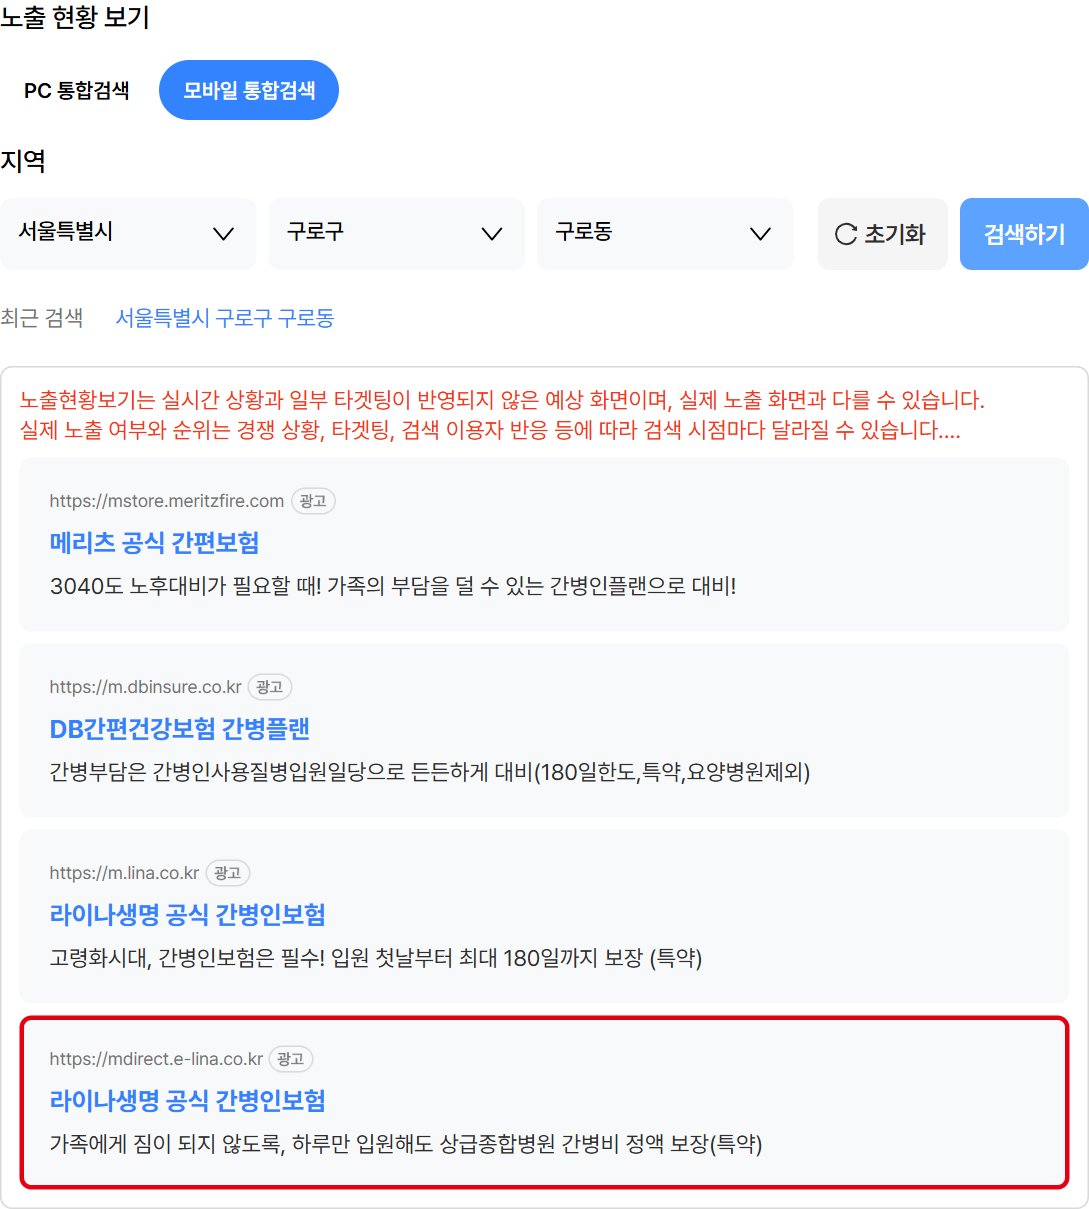 노출 현황 보기
PC 통합검색 모바일 통합검색
지역
서울특별시 구로구 구로동 초기화 검색하기
최근 검색 서울특별시 구로구 구로동
노출현황보기는 실시간 상황과 일부 타겟팅이 반영되지 않은 예상 화면이며, 실제 노출 화면과 다를 수 있습니다.
실제 노출 여부와 순위는 경쟁 상황, 타겟팅, 검색 이용자 반응 등에 따라 검색 시점마다 달라질 수 있습니다....
https://mstore.meritzfire.com 광고
메리츠 공식 간편보험
3040도 노후대비가 필요할 때! 가족의 부담을 덜 수 있는 간병인플랜으로 대비!
https://m.dbinsure.co.kr 광고
DB간편건강보험 간병플랜
간병부담은 간병인사용질병입원일당으로 든든하게 대비(180일한도,특약,요양병원제외)
https://m.lina.co.kr 광고
라이나생명 공식 간병인보험
고령화시대, 간병인보험은 필수! 입원 첫날부터 최대 180일까지 보장 (특약)
https://mdirect.e-lina.co.kr 광고
라이나생명 공식 간병인보험
가족에게 짐이 되지 않도록, 하루만 입원해도 상급종합병원 간병비 정액 보장(특약)